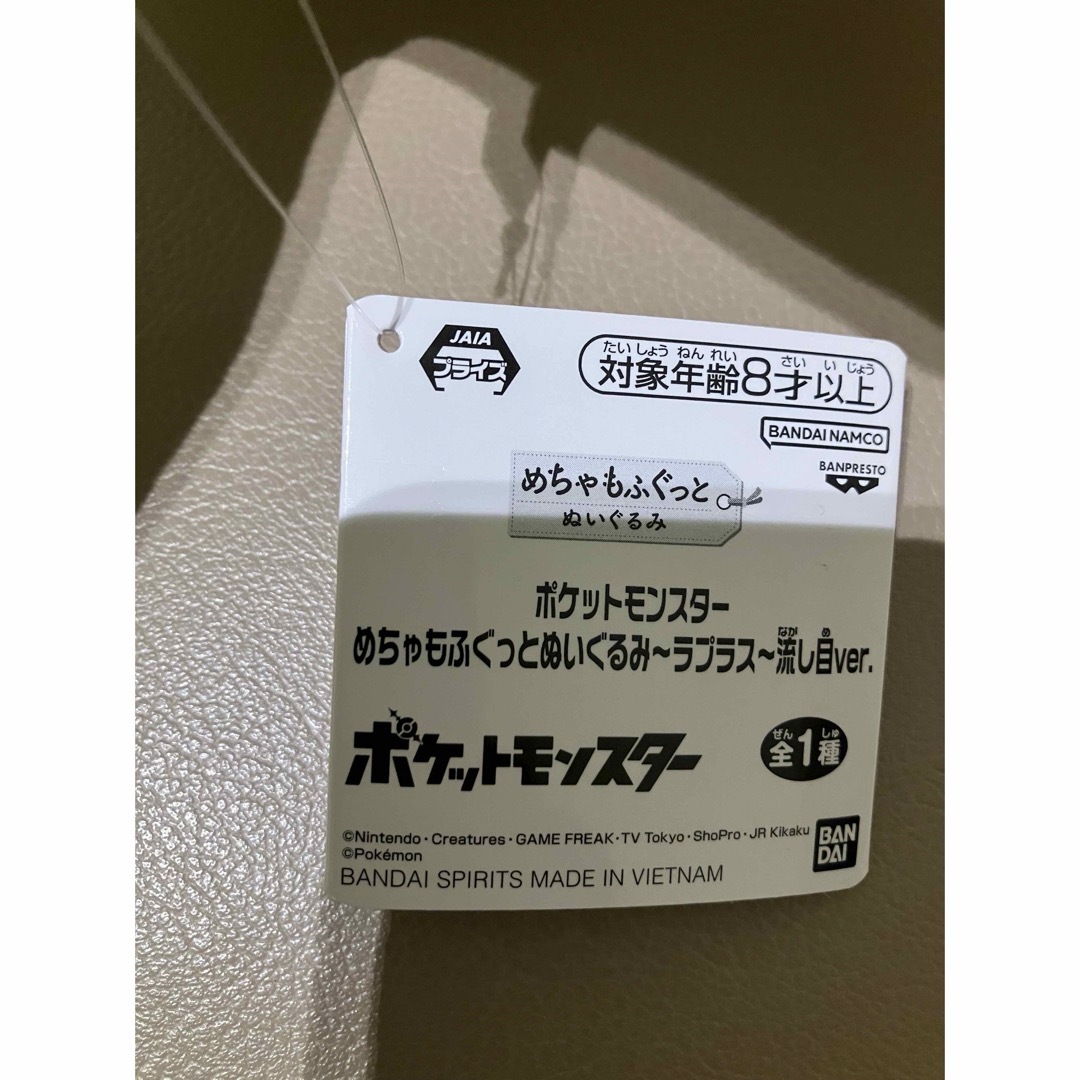 JAIA
プライズ
たいしょうねんれい さいいじょう
対象年齢8才以上
BANDAI NAMCO
BANPRESTO
めちゃもふぐっと
ぬいぐるみ
ポケットモンスター
ながめ
めちゃもふぐっとぬいぐるみ~ラプラス~流し目ver.
ポケットモンスター
ぜん しゅ
全1種
©Nintendo・Creatures・GAME FREAK・TV Tokyo・ShoPro・JR Kikaku
©Pokémon
BANDAI SPIRITS MADE IN VIETNAM
BAN
DAI